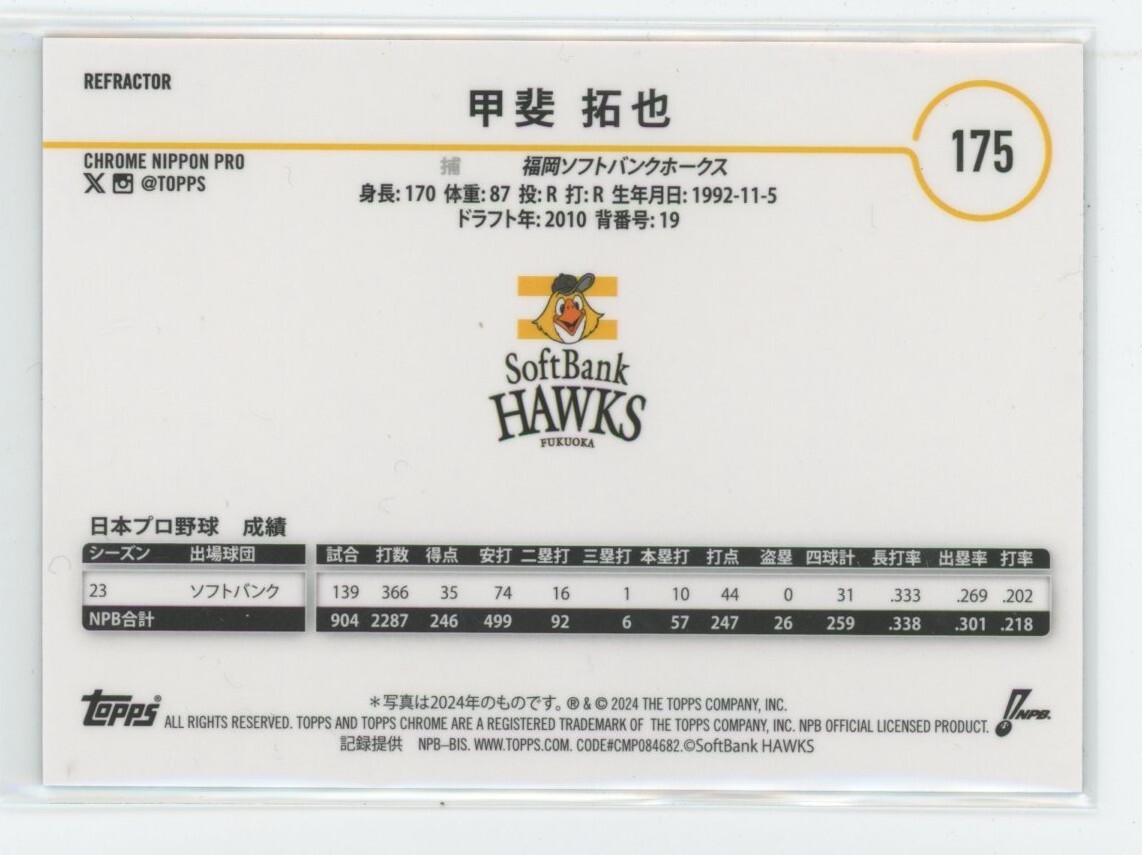 REFRACTOR
甲斐 拓也
175
CHROME NIPPON PRO
@TOPPS
捕 福岡ソフトバンクホークス
身長: 170 体重: 87 投: R 打: R 生年月日: 1992-11-5
ドラフト年: 2010 背番号: 19
SoftBank
HAWKS
FUKUOKA
日本プロ野球 成績
シーズン 出場球団 試合 打数 得点 安打 二塁打 三塁打 本塁打 打点 盗塁 四球計 長打率 出塁率 打率
23 ソフトバンク 139 366 35 74 16 1 10 44 0 31 .333 .269 .202
NPB合計 904 2287 246 499 92 6 57 247 26 259 .338 .301 .218
Topps®
＊写真は2024年のものです。® & © 2024 THE TOPPS COMPANY, INC.
ALL RIGHTS RESERVED. TOPPS AND TOPPS CHROME ARE A REGISTERED TRADEMARK OF THE TOPPS COMPANY, INC. NPB OFFICIAL LICENSED PRODUCT.
記録提供 NPB–BIS. WWW.TOPPS.COM. CODE#CMP084682.©SoftBank HAWKS
NPB.